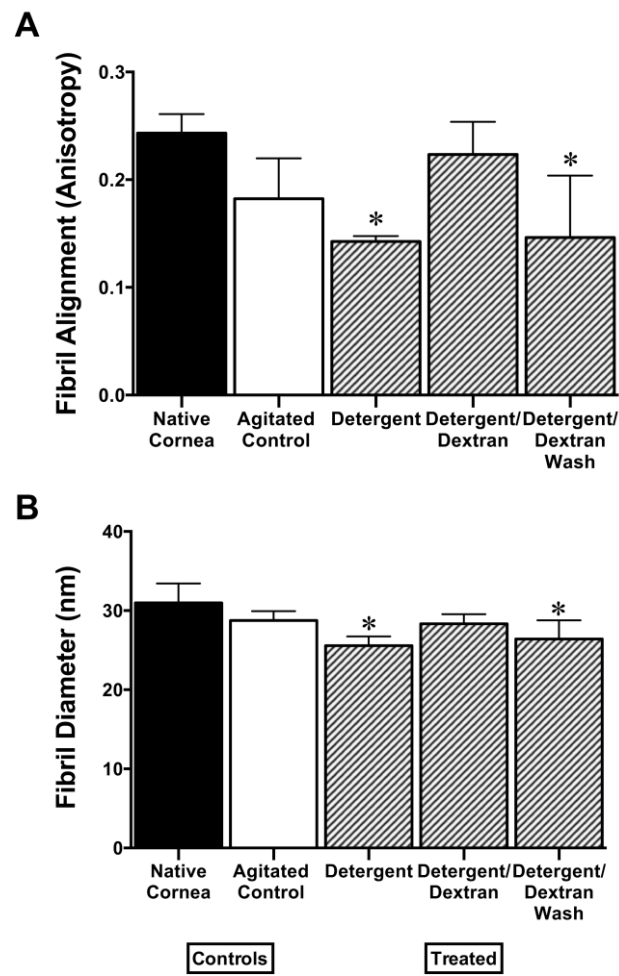 A
Fibril Alignment (Anisotropy)
0.3
0.2
0.1
0.0
*
*
Native Cornea
Agitated Control
Detergent
Detergent/ Dextran
Detergent/ Dextran Wash
B
Fibril Diameter (nm)
40
30
20
10
0
*
*
Native Cornea
Agitated Control
Detergent
Detergent/ Dextran
Detergent/ Dextran Wash
Controls
Treated